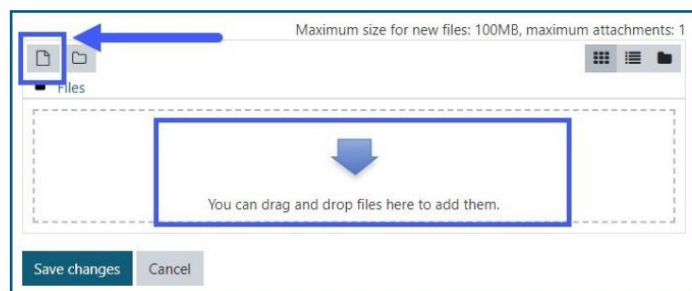 Maximum size for new files: 100MB, maximum attachments: 1
Files
You can drag and drop files here to add them.
Save changes Cancel